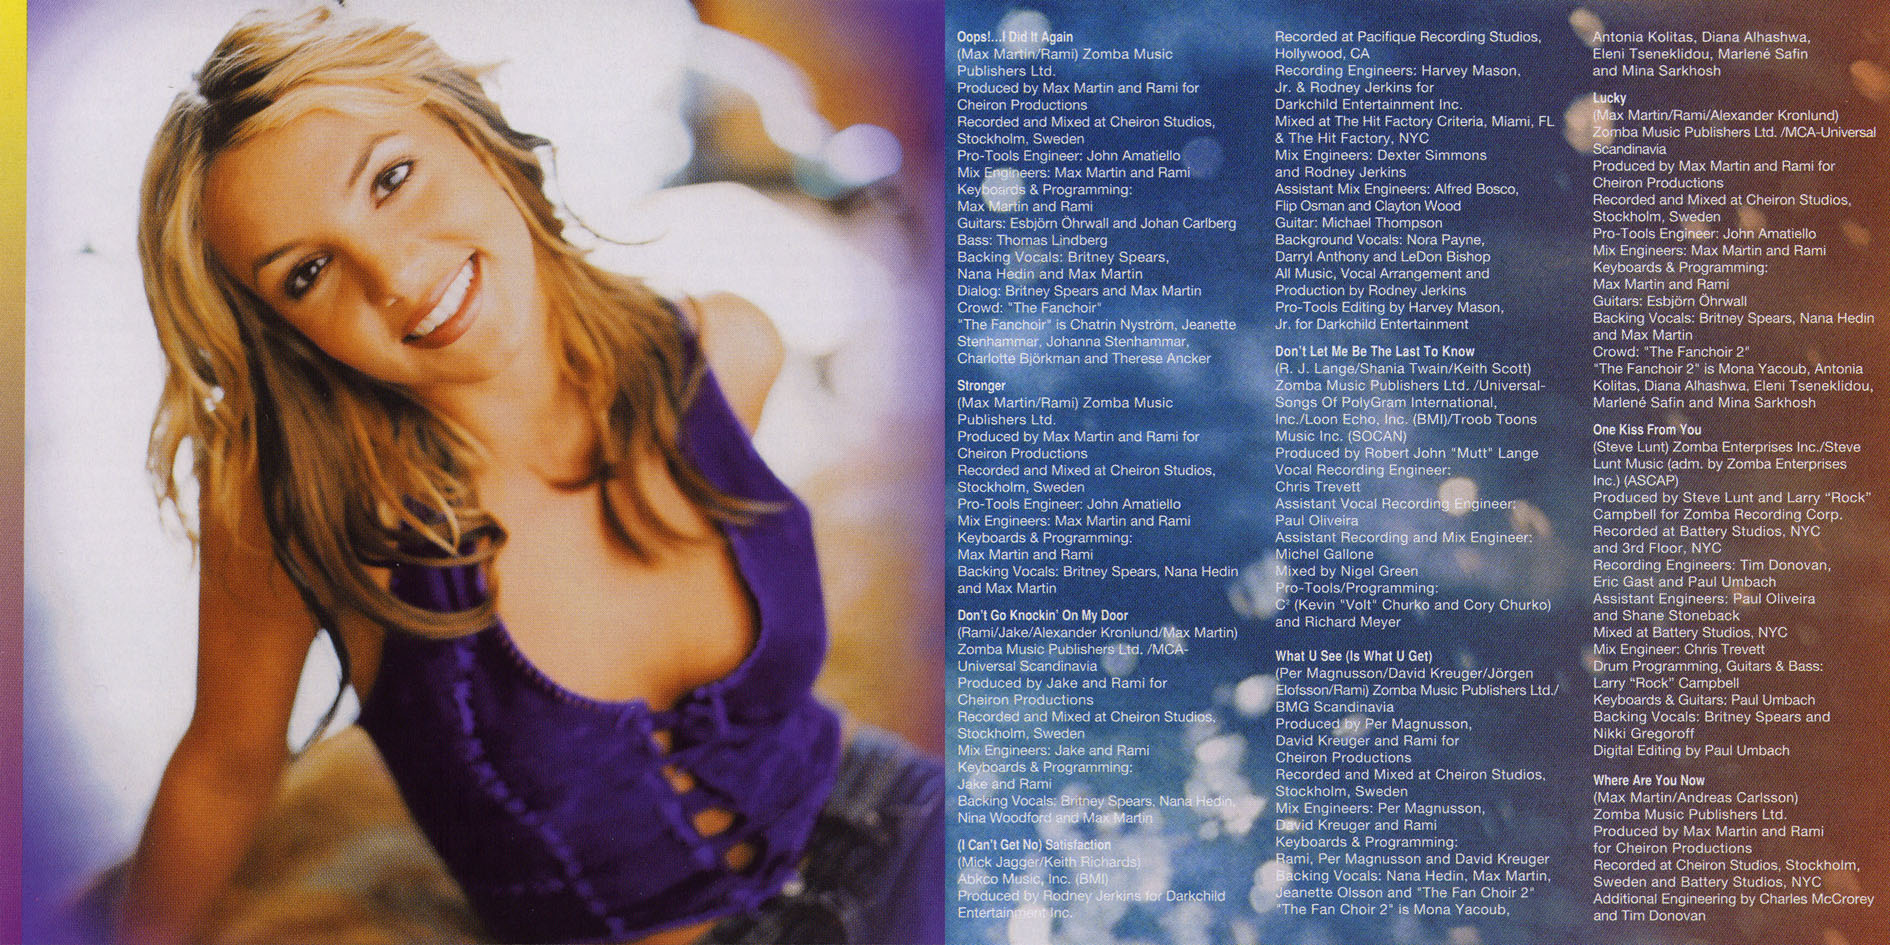 Oops!...I Did It Again
(Max Martin/Rami) Zomba Music
Publishers Ltd.
Produced by Max Martin and Rami for
Cheiron Productions
Recorded and Mixed at Cheiron Studios,
Stockholm, Sweden
Pro-Tools Engineer: John Amatiello
Mix Engineers: Max Martin and Rami
Keyboards & Programming:
Max Martin and Rami
Guitars: Esbjörn Öhrwall and Johan Carlberg
Bass: Thomas Lindberg
Backing Vocals: Britney Spears,
Nana Hedin and Max Martin
Dialog: Britney Spears and Max Martin
Crowd: "The Fanchoir"
"The Fanchoir" is Chatrin Nyström, Jeanette
Stenhammar, Johanna Stenhammar,
Charlotte Björkman and Therese Ancker
Stronger
(Max Martin/Rami) Zomba Music
Publishers Ltd.
Produced by Max Martin and Rami for
Cheiron Productions
Recorded and Mixed at Cheiron Studios,
Stockholm, Sweden
Pro-Tools Engineer: John Amatiello
Mix Engineers: Max Martin and Rami
Keyboards & Programming:
Max Martin and Rami
Backing Vocals: Britney Spears, Nana Hedin
and Max Martin
Don't Go Knockin' On My Door
(Rami/Jake/Alexander Kronlund/Max Martin)
Zomba Music Publishers Ltd. /MCA-
Universal Scandinavia
Produced by Jake and Rami for
Cheiron Productions
Recorded and Mixed at Cheiron Studios,
Stockholm, Sweden
Mix Engineers: Jake and Rami
Keyboards & Programming:
Jake and Rami
Backing Vocals: Britney Spears, Nana Hedin,
Nina Woodford and Max Martin
(I Can't Get No) Satisfaction
(Mick Jagger/Keith Richards)
Abkco Music, Inc. (BMI)
Produced by Rodney Jerkins for Darkchild
Entertainment Inc.
Recorded at Pacifique Recording Studios,
Hollywood, CA
Recording Engineers: Harvey Mason,
Jr. & Rodney Jerkins for
Darkchild Entertainment Inc.
Mixed at The Hit Factory Criteria, Miami, FL
& The Hit Factory, NYC
Mix Engineers: Dexter Simmons
and Rodney Jerkins
Assistant Mix Engineers: Alfred Bosco,
Flip Osman and Clayton Wood
Guitar: Michael Thompson
Background Vocals: Nora Payne,
Darryl Anthony and LeDon Bishop
All Music, Vocal Arrangement and
Production by Rodney Jerkins
Pro-Tools Editing by Harvey Mason,
Jr. for Darkchild Entertainment
Don't Let Me Be The Last To Know
(R. J. Lange/Shania Twain/Keith Scott)
Zomba Music Publishers Ltd. /Universal-
Songs Of PolyGram International,
Inc./Loon Echo, Inc. (BMI)/Troob Toons
Music Inc. (SOCAN)
Produced by Robert John "Mutt" Lange
Vocal Recording Engineer:
Chris Trevett
Assistant Vocal Recording Engineer:
Paul Oliveira
Assistant Recording and Mix Engineer:
Michel Gallone
Mixed by Nigel Green
Pro-Tools/Programming:
C² (Kevin "Volt" Churko and Cory Churko)
and Richard Meyer
What U See (Is What U Get)
(Per Magnusson/David Kreuger/Jörgen
Elofsson/Rami) Zomba Music Publishers Ltd./
BMG Scandinavia
Produced by Per Magnusson,
David Kreuger and Rami for
Cheiron Productions
Recorded and Mixed at Cheiron Studios,
Stockholm, Sweden
Mix Engineers: Per Magnusson,
David Kreuger and Rami
Keyboards & Programming:
Rami, Per Magnusson and David Kreuger
Backing Vocals: Nana Hedin, Max Martin,
Jeanette Olsson and "The Fan Choir 2"
"The Fan Choir 2" is Mona Yacoub,
Antonia Kolitas, Diana Alhashwa,
Eleni Tseneklidou, Marlené Safin
and Mina Sarkhosh
Lucky
(Max Martin/Rami/Alexander Kronlund)
Zomba Music Publishers Ltd. /MCA-Universal
Scandinavia
Produced by Max Martin and Rami for
Cheiron Productions
Recorded and Mixed at Cheiron Studios,
Stockholm, Sweden
Pro-Tools Engineer: John Amatiello
Mix Engineers: Max Martin and Rami
Keyboards & Programming:
Max Martin and Rami
Guitars: Esbjörn Öhrwall
Backing Vocals: Britney Spears, Nana Hedin
and Max Martin
Crowd: "The Fanchoir 2"
"The Fanchoir 2" is Mona Yacoub, Antonia
Kolitas, Diana Alhashwa, Eleni Tseneklidou,
Marlené Safin and Mina Sarkhosh
One Kiss From You
(Steve Lunt) Zomba Enterprises Inc./Steve
Lunt Music (adm. by Zomba Enterprises
Inc.) (ASCAP)
Produced by Steve Lunt and Larry “Rock”
Campbell for Zomba Recording Corp.
Recorded at Battery Studios, NYC
and 3rd Floor, NYC
Recording Engineers: Tim Donovan,
Eric Gast and Paul Umbach
Assistant Engineers: Paul Oliveira
and Shane Stoneback
Mixed at Battery Studios, NYC
Mix Engineer: Chris Trevett
Drum Programming, Guitars & Bass:
Larry “Rock” Campbell
Keyboards & Guitars: Paul Umbach
Backing Vocals: Britney Spears and
Nikki Gregoroff
Digital Editing by Paul Umbach
Where Are You Now
(Max Martin/Andreas Carlsson)
Zomba Music Publishers Ltd.
Produced by Max Martin and Rami
for Cheiron Productions
Recorded at Cheiron Studios, Stockholm,
Sweden and Battery Studios, NYC
Additional Engineering by Charles McCrorey
and Tim Donovan